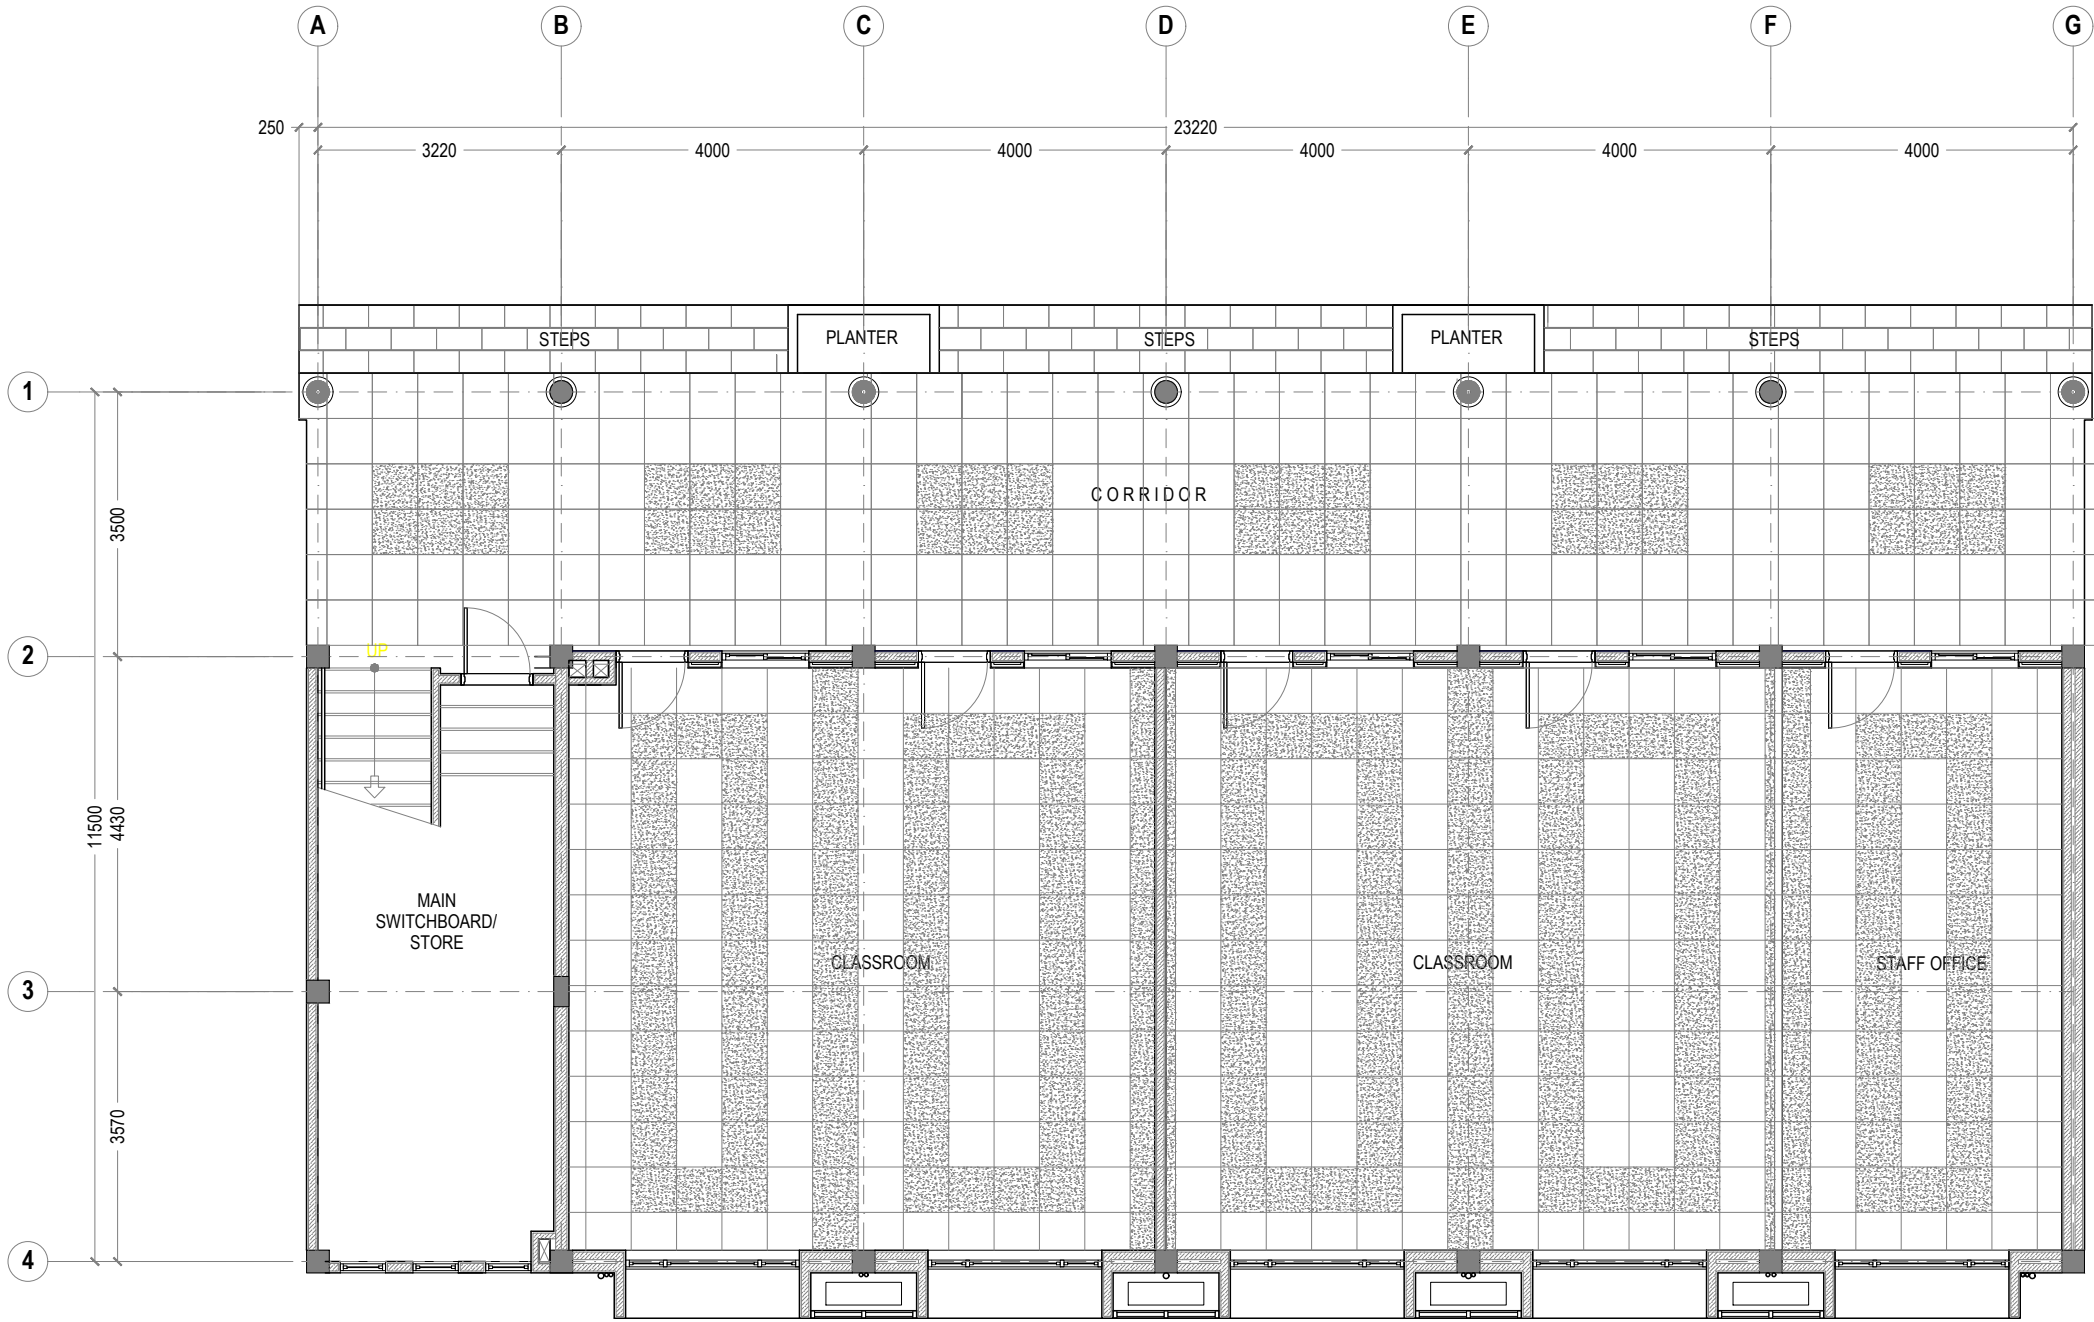 A B C D E F G
250 23220
3220 4000 4000 4000 4000 4000
PLANTER PLANTER
STEPS STEPS STEPS
1
CORRIDOR
3500
UP
2
11500
4430
MAIN
SWITCHBOARD/
STORE
CLASSROOM CLASSROOM STAFF OFFICE
3
3570
4